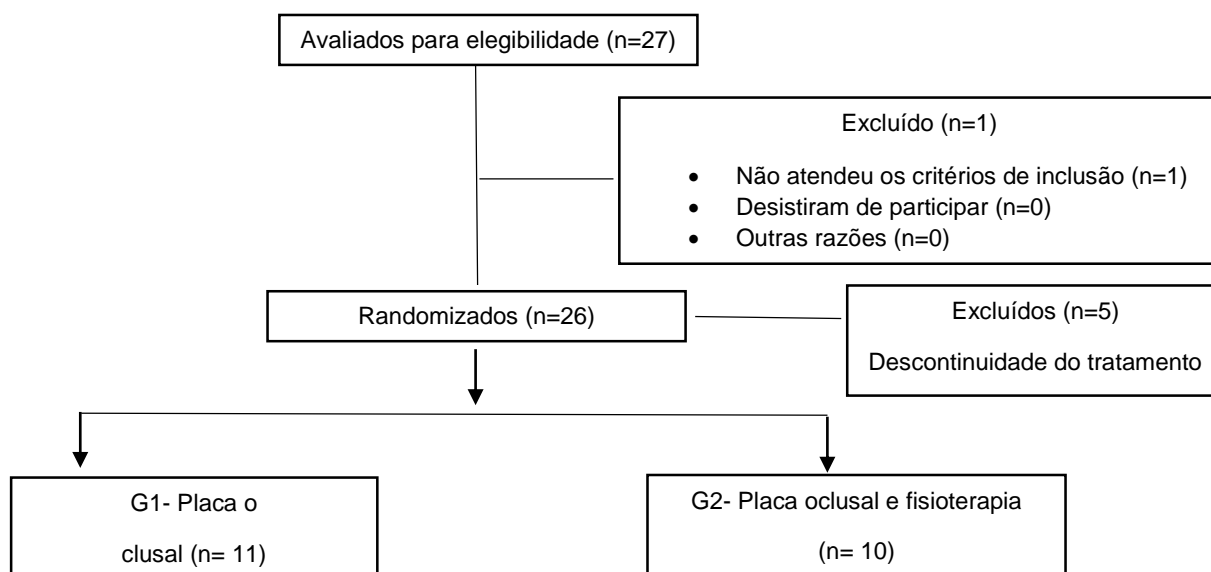 Avaliados para elegibilidade (n=27)
Excluído (n=1)
• Não atendeu os critérios de inclusão (n=1)
• Desistiram de participar (n=0)
• Outras razões (n=0)
Randomizados (n=26)
Excluídos (n=5)
Descontinuidade do tratamento
G1- Placa o
clusal (n= 11)
G2- Placa oclusal e fisioterapia
(n= 10)